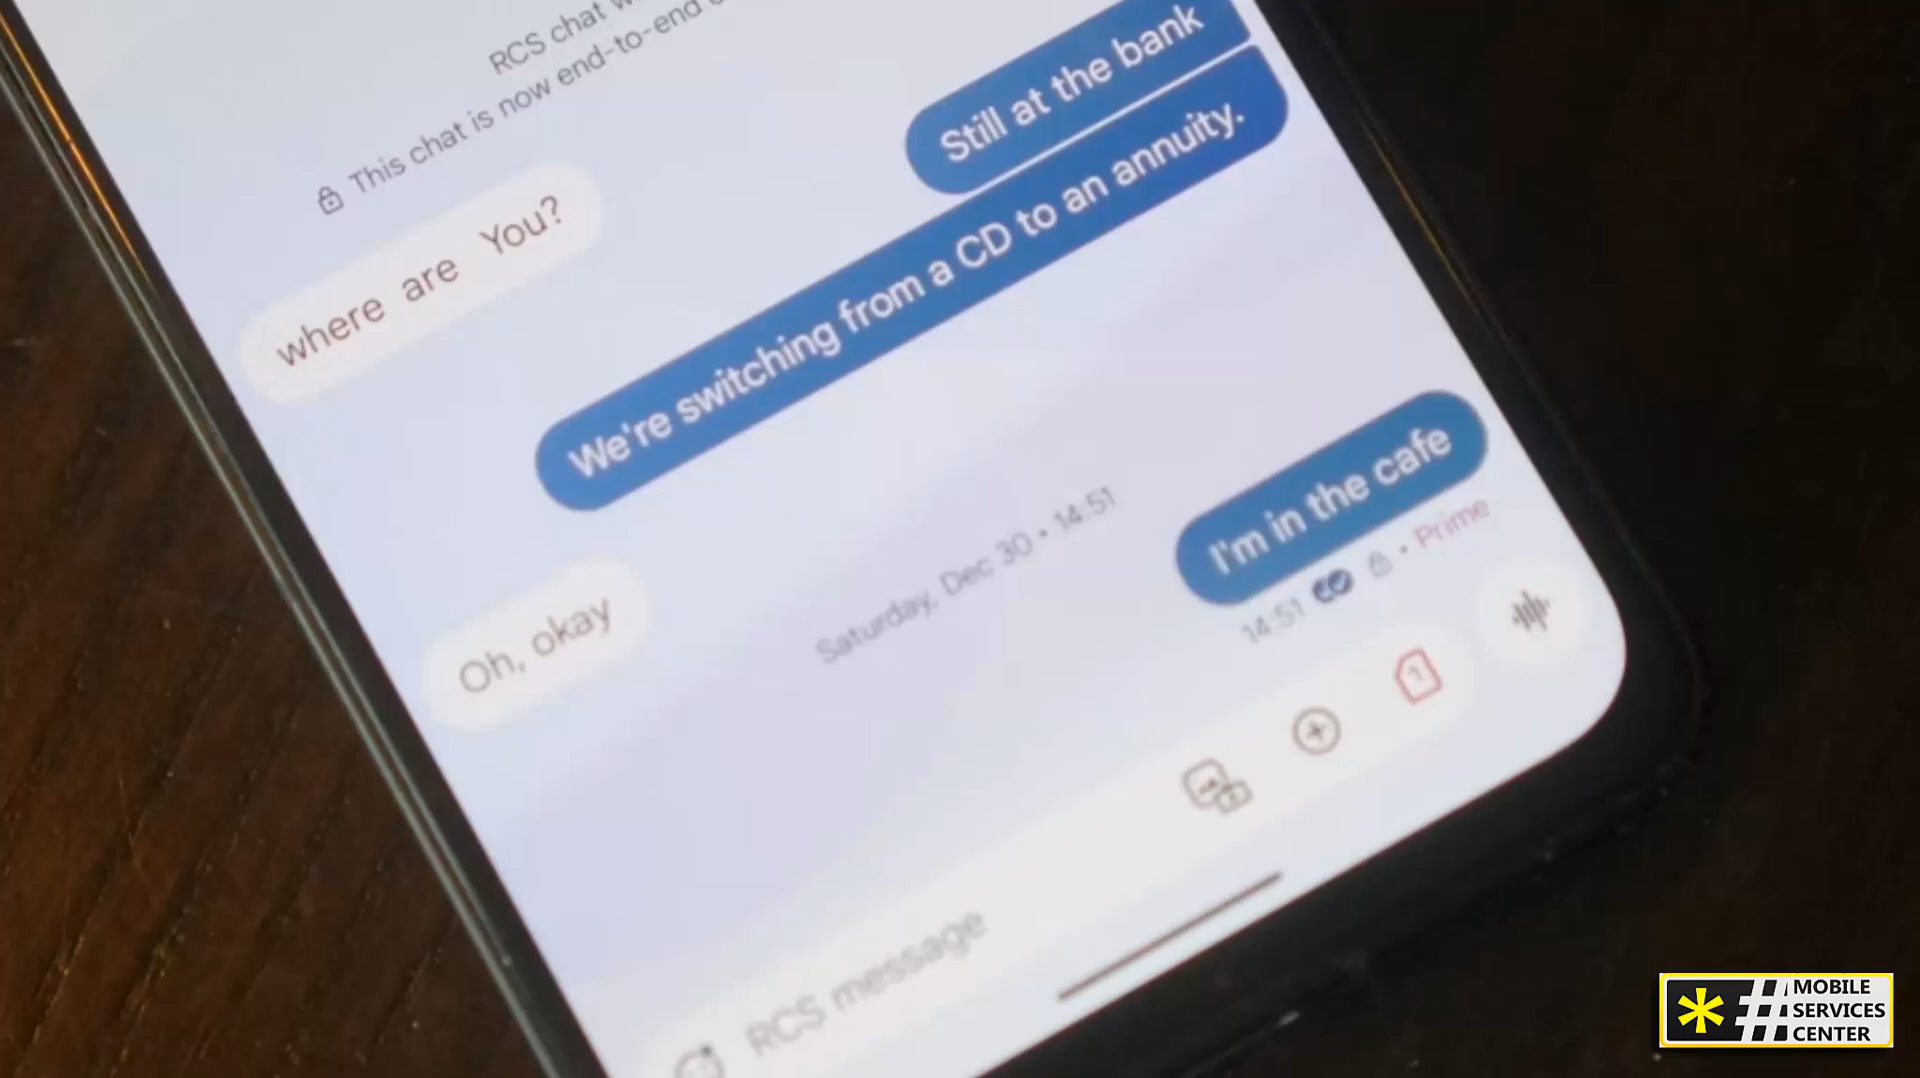 RCS chat
This chat is now end-to-end
where are You?
Still at the bank
We're switching from a CD to an annuity.
Oh, okay
Saturday, Dec 30 • 14:51
I'm in the cafe
14:51 • Prime
1
RCS message
MOBILE
SERVICES
CENTER